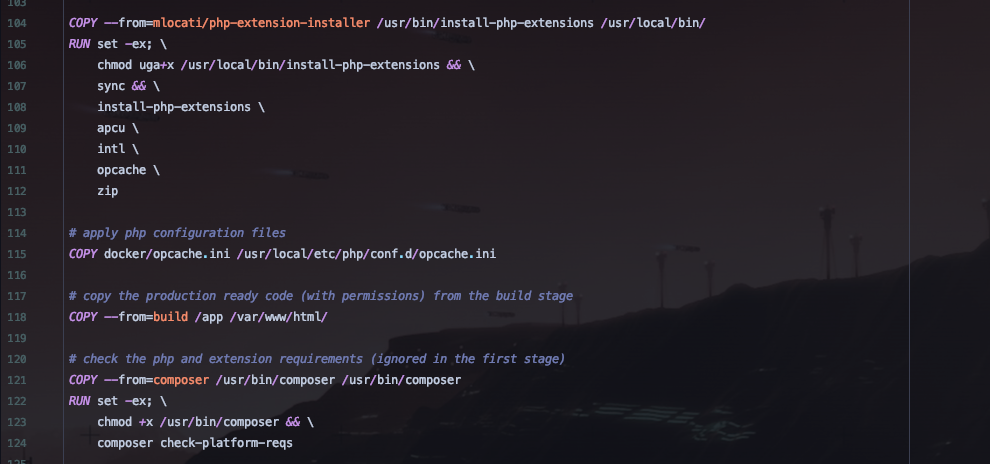 103
104 COPY --from=mlocati/php-extension-installer /usr/bin/install-php-extensions /usr/local/bin/
105 RUN set -ex; \
106 chmod uga+x /usr/local/bin/install-php-extensions && \
107 sync && \
108 install-php-extensions \
109 apcu \
110 intl \
111 opcache \
112 zip
113
114 # apply php configuration files
115 COPY docker/opcache.ini /usr/local/etc/php/conf.d/opcache.ini
116
117 # copy the production ready code (with permissions) from the build stage
118 COPY --from=build /app /var/www/html/
119
120 # check the php and extension requirements (ignored in the first stage)
121 COPY --from=composer /usr/bin/composer /usr/bin/composer
122 RUN set -ex; \
123 chmod +x /usr/bin/composer && \
124 composer check-platform-reqs
125